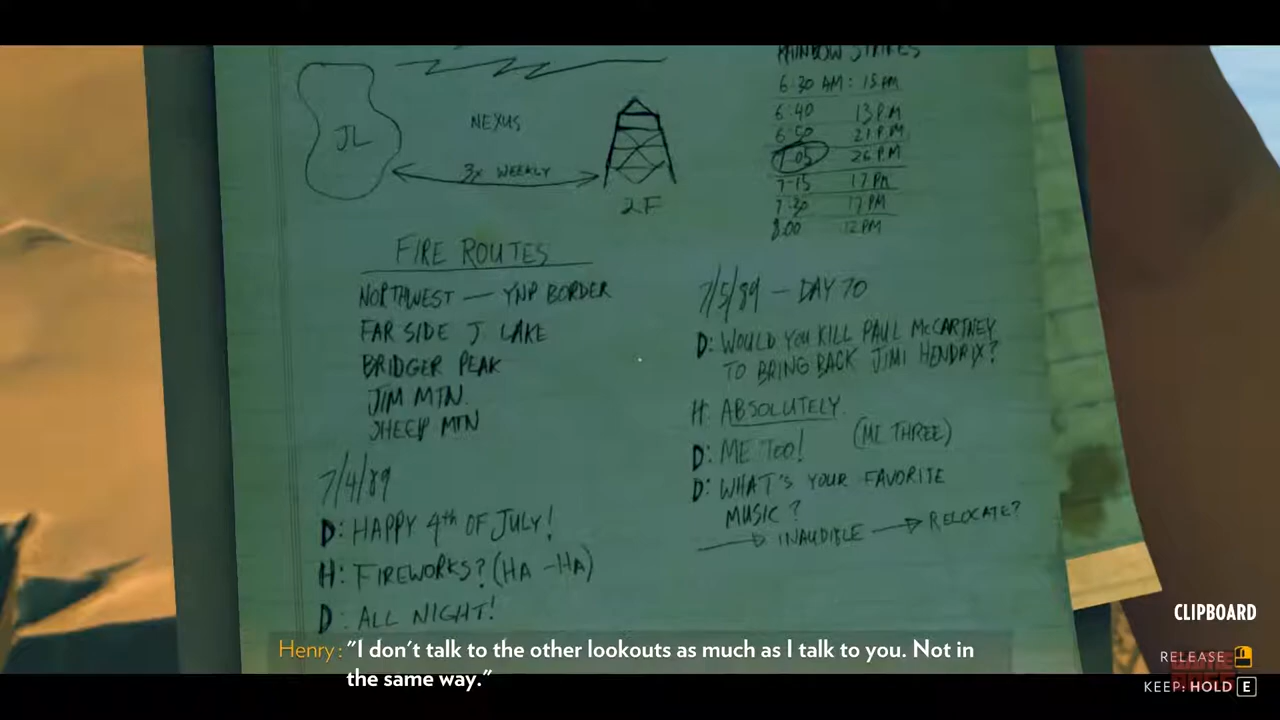 RAINBOW STRIKES
6:30 AM: 15 PM
6:40 13 PM
6:50 21 PM
7:05 26 PM
7:15 17 PM
7:30 17 PM
8:00 12 PM
JL
NEXUS
3x WEEKLY
2F
FIRE ROUTES
NORTHWEST — YNP BORDER
FAR SIDE J. LAKE
BRIDGER PEAK
JIM MTN.
SHEEP MTN
7/4/89
D: HAPPY 4th OF JULY!
H: FIREWORKS? (HA-HA)
D: ALL NIGHT!
7/5/89 — DAY 70
D: WOULD YOU KILL PAUL McCARTNEY
TO BRING BACK JIMI HENDRIX?
H: ABSOLUTELY.
D: ME TOO! (ME THREE)
D: WHAT'S YOUR FAVORITE
MUSIC?
→ INAUDIBLE → RELOCATE?
Henry: "I don't talk to the other lookouts as much as I talk to you. Not in
the same way."
CLIPBOARD
RELEASE
KEEP: HOLD E